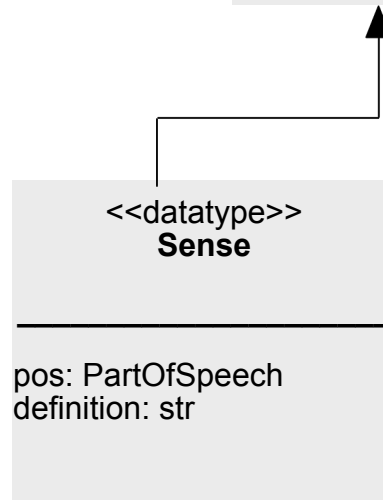 <<datatype>>
Sense
pos: PartOfSpeech
definition: str